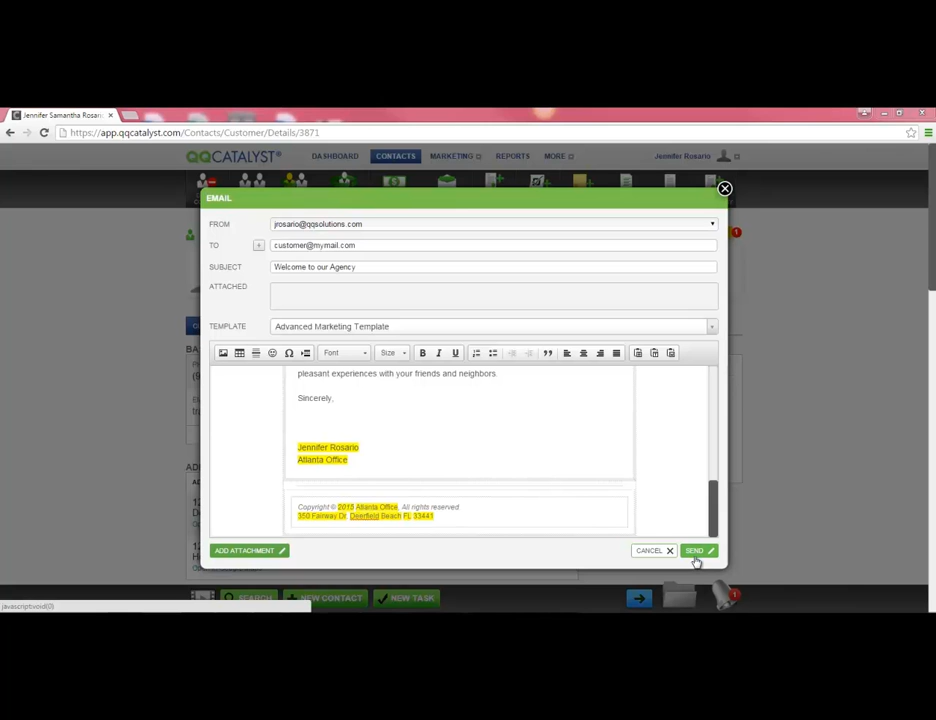 Jennifer Samantha Rosari
https://app.qqcatalyst.com/Contacts/Customer/Details/3871
QQCATALYST® DASHBOARD CONTACTS MARKETING REPORTS MORE Jennifer Rosario
EMAIL
FROM jrosario@qqsolutions.com
TO + customer@mymail.com
1
SUBJECT Welcome to our Agency
ATTACHED
TEMPLATE Advanced Marketing Template
Font Size B I U
pleasant experiences with your friends and neighbors.
Sincerely,
Jennifer Rosario
Atlanta Office
Copyright © 2015 Atlanta Office. All rights reserved
350 Fairway Dr. Deerfield Beach FL 33441
ADD ATTACHMENT CANCEL SEND
SEARCH NEW CONTACT NEW TASK 1
javascript:void(0)